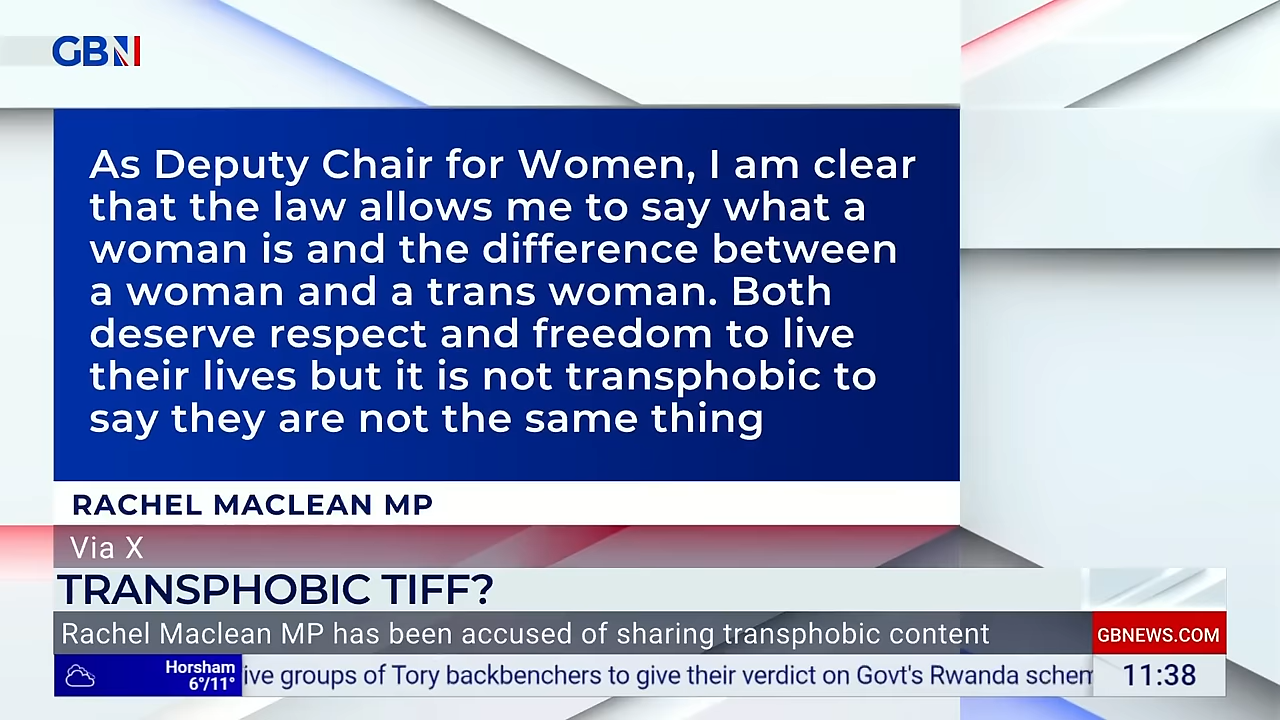 GBN
As Deputy Chair for Women, I am clear
that the law allows me to say what a
woman is and the difference between
a woman and a trans woman. Both
deserve respect and freedom to live
their lives but it is not transphobic to
say they are not the same thing
RACHEL MACLEAN MP
Via X
TRANSPHOBIC TIFF?
Rachel Maclean MP has been accused of sharing transphobic content
GBNEWS.COM
Horsham
6°/11°
ive groups of Tory backbenchers to give their verdict on Govt's Rwanda schem
11:38